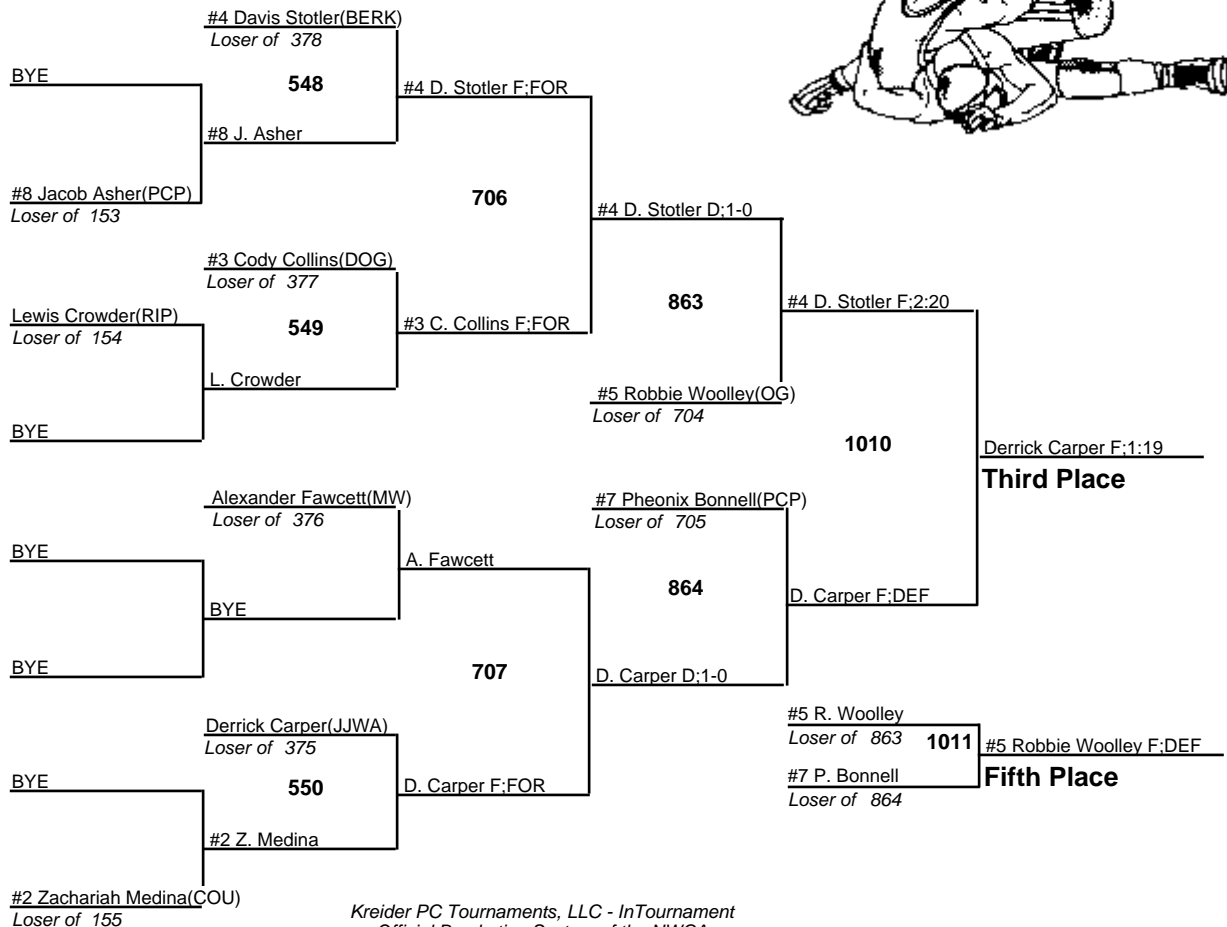 #4 Davis Stotler(BERK)
Loser of 378
BYE
548
#4 D. Stotler F;FOR
#8 J. Asher
#8 Jacob Asher(PCP)
Loser of 153
706
#4 D. Stotler D;1-0
#3 Cody Collins(DOG)
Loser of 377
863
#4 D. Stotler F;2:20
Lewis Crowder(RIP)
Loser of 154
549
#3 C. Collins F;FOR
L. Crowder
#5 Robbie Woolley(OG)
Loser of 704
BYE
1010
Derrick Carper F;1:19
Third Place
Alexander Fawcett(MW)
Loser of 376
#7 Pheonix Bonnell(PCP)
Loser of 705
BYE
A. Fawcett
864
D. Carper F;DEF
BYE
BYE
707
D. Carper D;1-0
Derrick Carper(JJWA)
Loser of 375
#5 R. Woolley
Loser of 863
1011
#5 Robbie Woolley F;DEF
Fifth Place
BYE
550
D. Carper F;FOR
#7 P. Bonnell
Loser of 864
#2 Z. Medina
#2 Zachariah Medina(COU)
Loser of 155
Kreider PC Tournaments, LLC - InTournament